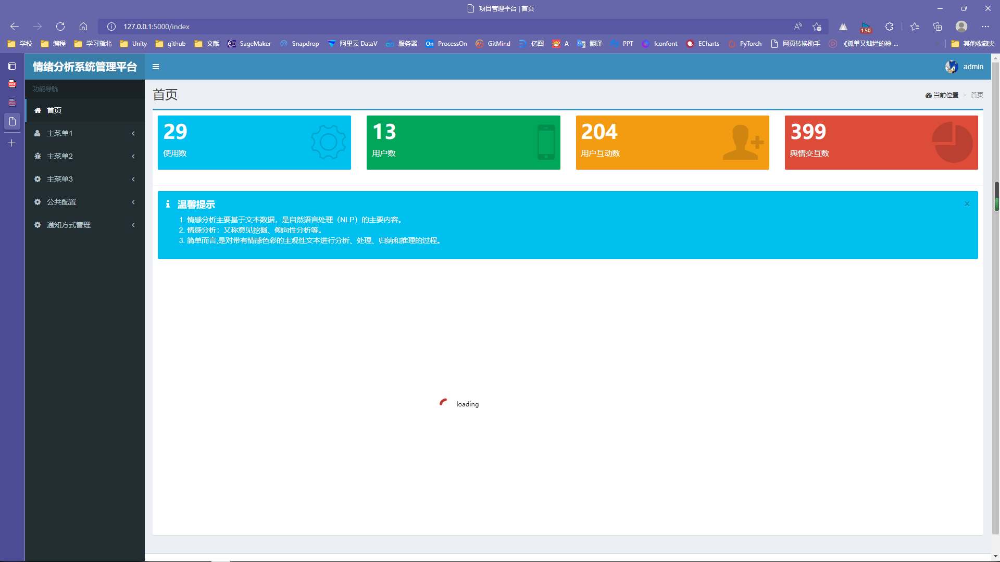 项目管理平台 | 首页
127.0.0.1:5000/index
1.50
学校 编程 学习指北 Unity github 文献 SageMaker Snapdrop 阿里云 DataV 服务器 On ProcessOn GitMind 亿图 A 翻译 PPT Iconfont ECharts PyTorch 网页转换助手 《孤单又灿烂的神-... 其他收藏夹
情绪分析系统管理平台
admin
功能导航
首页
主菜单1
主菜单2
主菜单3
公共配置
通知方式管理
首页
当前位置 > 首页
29
使用数
13
用户数
204
用户互动数
399
舆情交互数
温馨提示
×
1. 情感分析主要基于文本数据，是自然语言处理（NLP）的主要内容。
2. 情感分析：又称意见挖掘、倾向性分析等。
3. 简单而言,是对带有情感色彩的主观性文本进行分析、处理、归纳和推理的过程。
loading